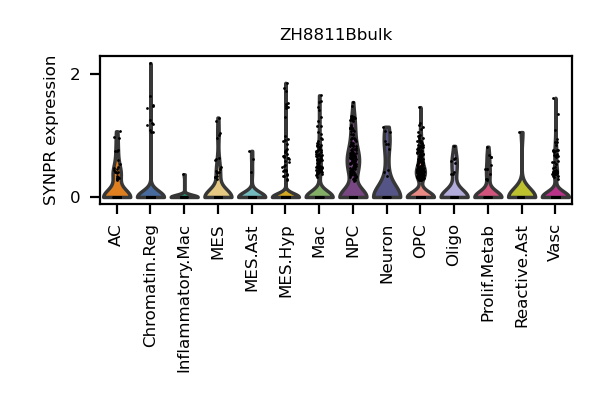 ZH8811Bbulk
SYNPR expression
2
0
AC
Chromatin.Reg
Inflammatory.Mac
MES
MES.Ast
MES.Hyp
Mac
NPC
Neuron
OPC
Oligo
Prolif.Metab
Reactive.Ast
Vasc